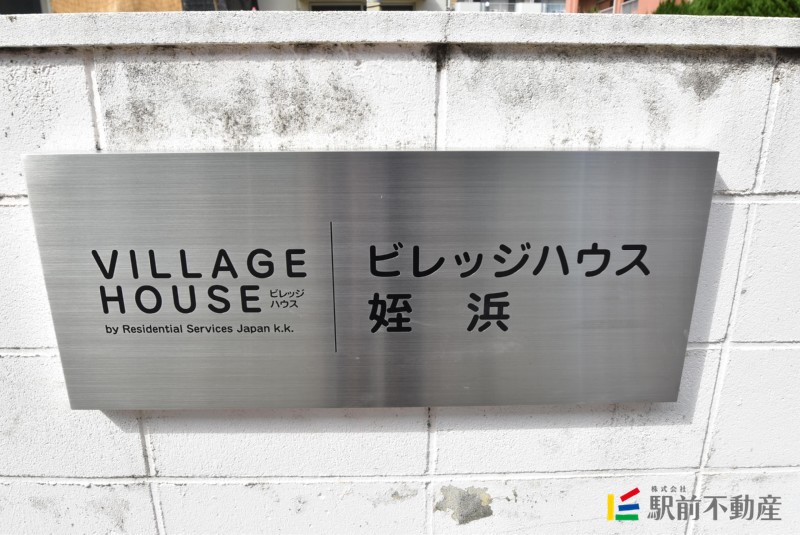 VILLAGE
HOUSE ビレッジ
ハウス
by Residential Services Japan k.k.
ビレッジハウス
姪 浜
株式会社
駅前不動産